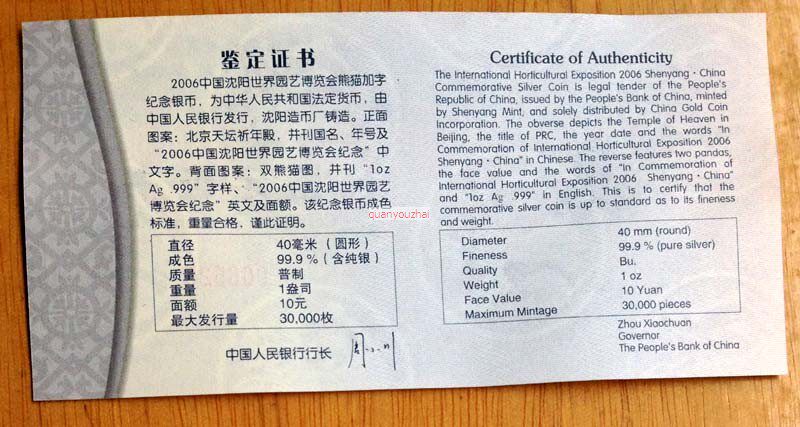 鉴定证书
2006中国沈阳世界园艺博览会熊猫加字
纪念银币，为中华人民共和国法定货币，由
中国人民银行发行，沈阳造币厂铸造。正面
图案：北京天坛祈年殿，并刊国名、年号及
“2006中国沈阳世界园艺博览会纪念”中
文字。背面图案：双熊猫图，并刊“1oz
Ag .999”字样、“2006中国沈阳世界园艺
博览会纪念”英文及面额。该纪念银币成色
标准，重量合格，谨此证明。
直径 40毫米（圆形）
成色 99.9%（含纯银）
质量 普制
重量 1盎司
面额 10元
最大发行量 30,000枚
中国人民银行行长
Certificate of Authenticity
The International Horticultural Exposition 2006 Shenyang · China
Commemorative Silver Coin is legal tender of the People's
Republic of China, issued by the People's Bank of China, minted
by Shenyang Mint, and solely distributed by China Gold Coin
Incorporation. The obverse depicts the Temple of Heaven in
Beijing, the title of PRC, the year date and the words "In
Commemoration of International Horticultural Exposition 2006
Shenyang · China" in Chinese. The reverse features two pandas,
the face value and the words of "In Commemoration of
International Horticultural Exposition 2006 Shenyang · China"
and "1oz Ag .999" in English. This is to certify that the
commemorative silver coin is up to standard as to its fineness
and weight.
Diameter 40 mm (round)
Fineness 99.9 % (pure silver)
Quality Bu.
Weight 1 oz
Face Value 10 Yuan
Maximum Mintage 30,000 pieces
Zhou Xiaochuan
Governor
The People's Bank of China
quanyouzhai